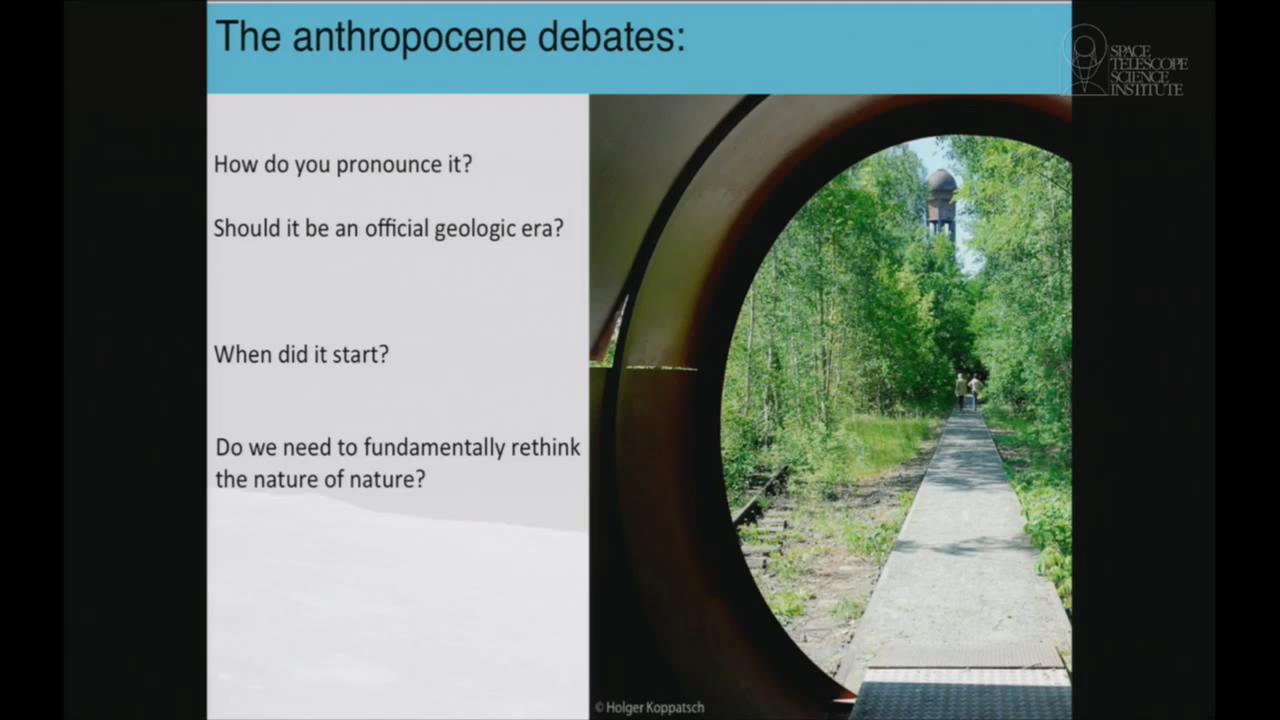 The anthropocene debates:
SPACE
TELESCOPE
SCIENCE
INSTITUTE
How do you pronounce it?
Should it be an official geologic era?
When did it start?
Do we need to fundamentally rethink
the nature of nature?
© Holger Koppatsch